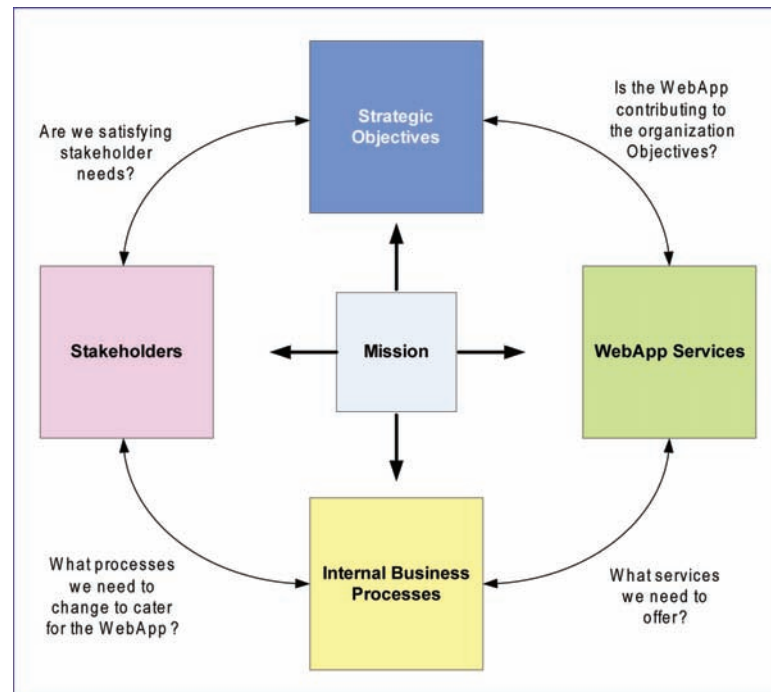 Strategic
Objectives
Are we satisfying
stakeholder
needs?
Is the WebApp
contributing to
the organization
Objectives?
Stakeholders
Mission
WebApp Services
Internal Business
Processes
What processes
we need to
change to cater
for the WebApp ?
What services
we need to
offer?